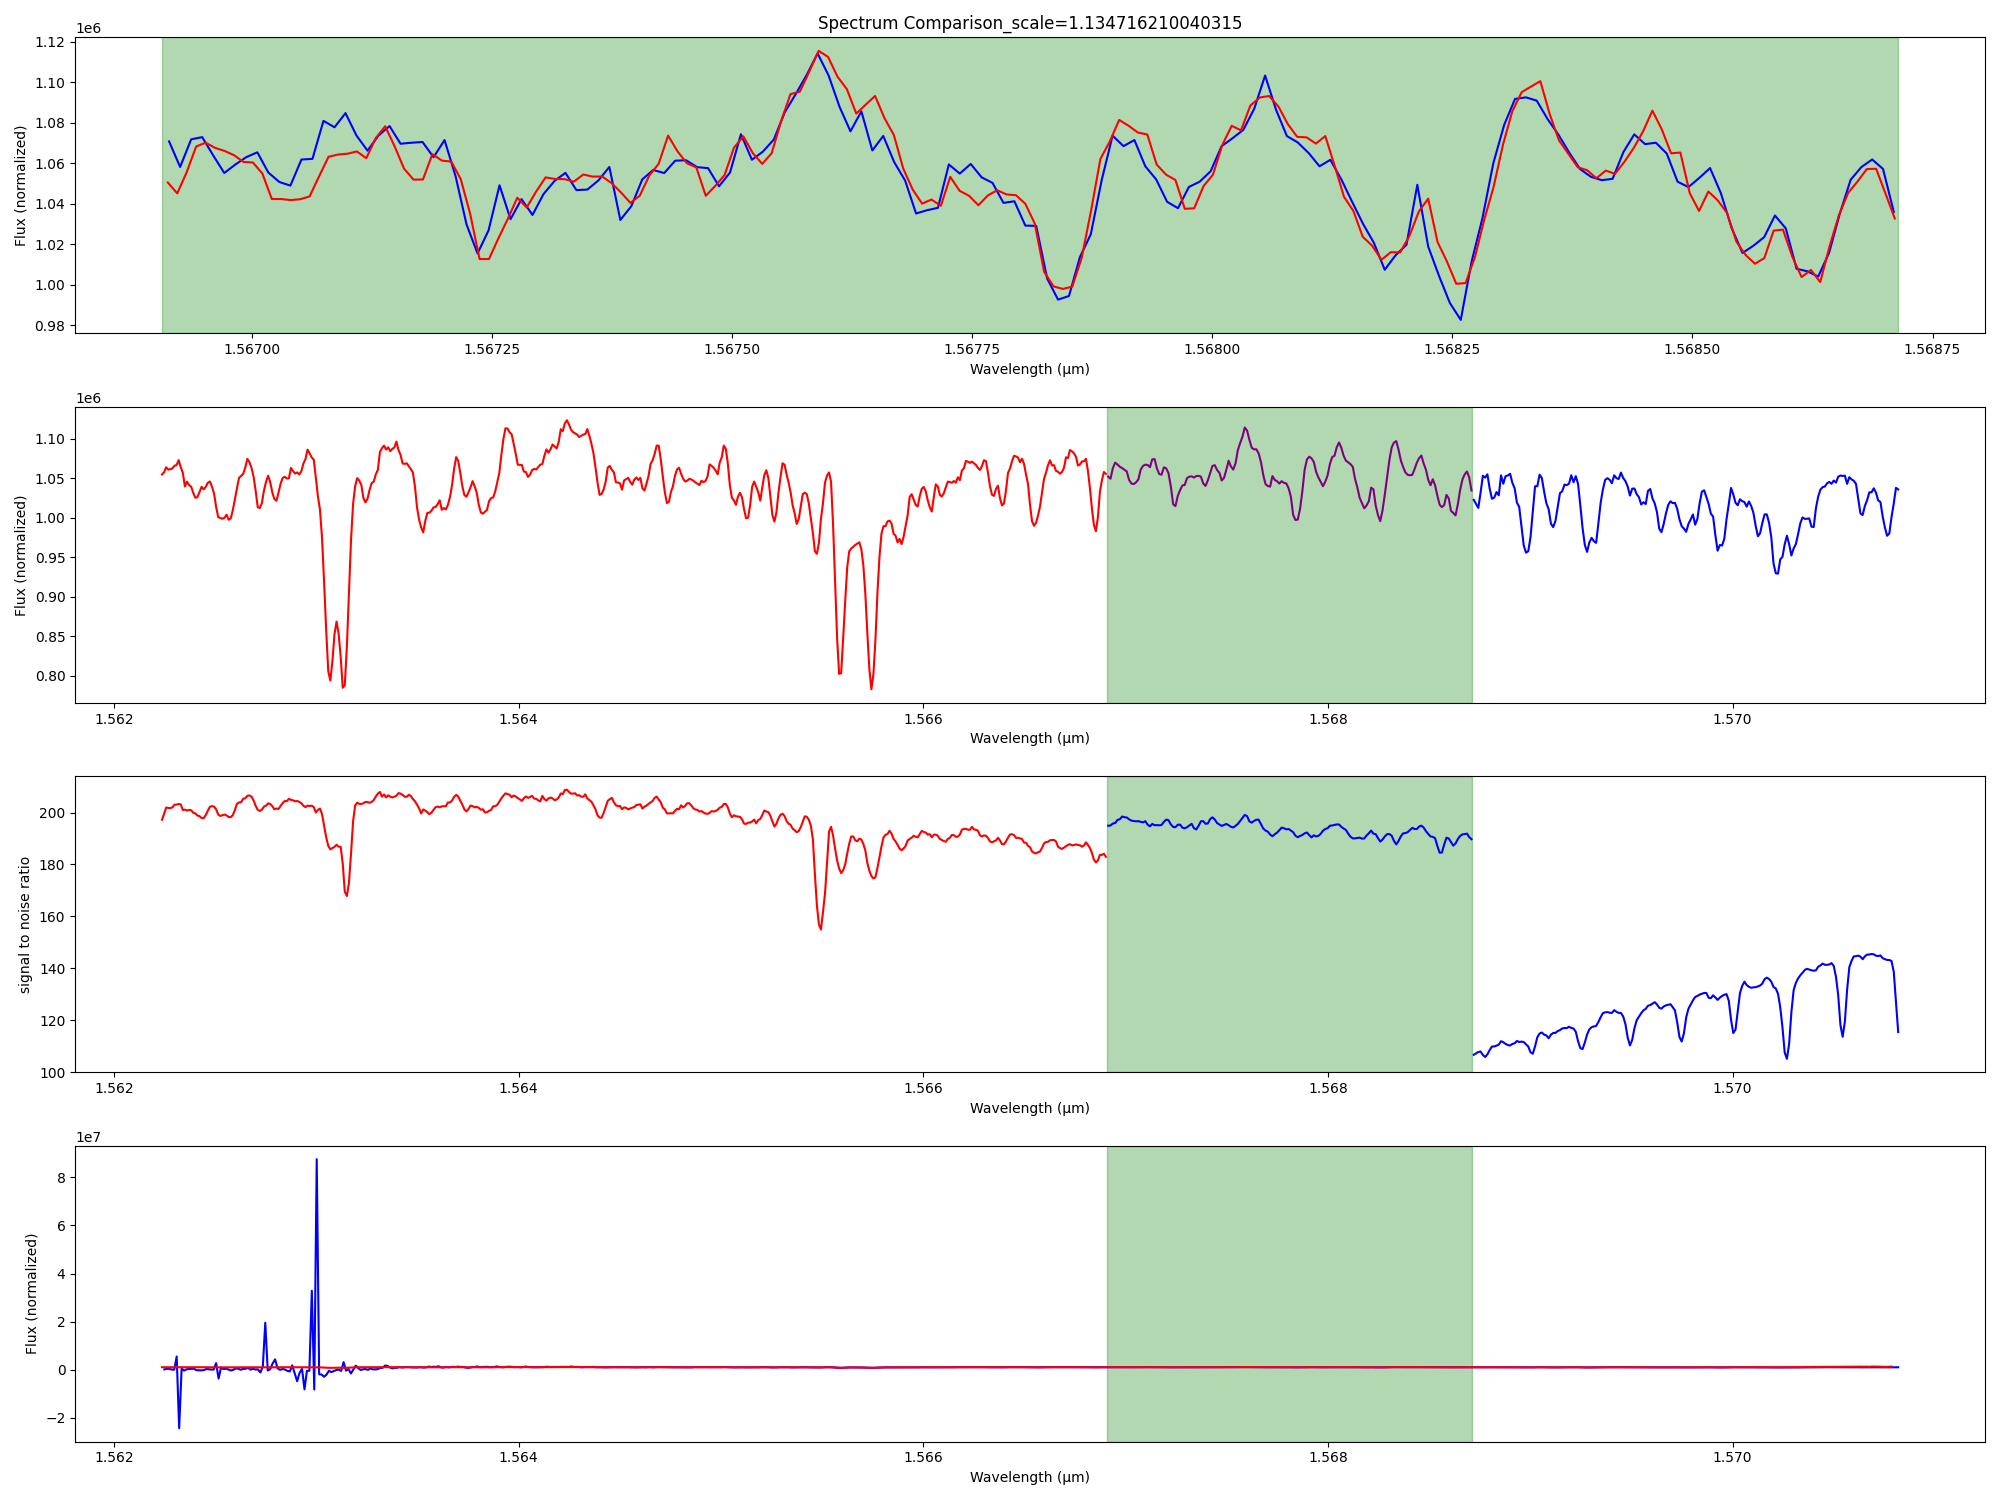 Spectrum Comparison_scale=1.134716210040315
1e6
1.12
1.10
1.08
1.06
1.04
1.02
1.00
0.98
Flux (normalized)
1.56700 1.56725 1.56750 1.56775 1.56800 1.56825 1.56850 1.56875
Wavelength (μm)
1e6
1.10
1.05
1.00
0.95
0.90
0.85
0.80
Flux (normalized)
1.562 1.564 1.566 1.568 1.570
Wavelength (μm)
200
180
160
140
120
100
signal to noise ratio
1.562 1.564 1.566 1.568 1.570
Wavelength (μm)
1e7
8
6
4
2
0
−2
Flux (normalized)
1.562 1.564 1.566 1.568 1.570
Wavelength (μm)